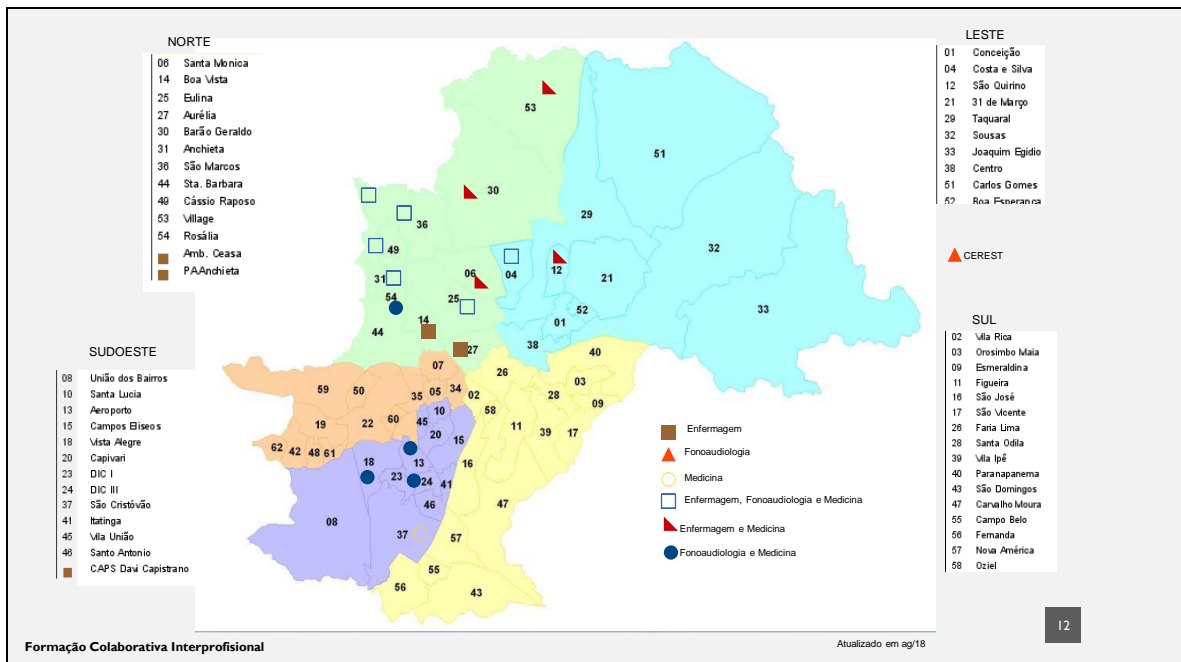 NORTE
06 Santa Monica
14 Boa Vista
25 Eulina
27 Aurélia
30 Barão Geraldo
31 Anchieta
36 São Marcos
44 Sta. Barbara
49 Cássio Raposo
53 Village
54 Rosália
Amb. Ceasa
PAAnchieta
LESTE
01 Conceição
04 Costa e Silva
12 São Quirino
21 31 de Março
29 Taquaral
32 Sousas
33 Joaquim Egidio
38 Centro
51 Carlos Gomes
52 Boa Esperança
CEREST
SUDOESTE
08 União dos Bairros
10 Santa Lucia
13 Aeroporto
15 Campos Eliseos
18 Vista Alegre
20 Capivari
23 DIC I
24 DIC III
37 São Cristóvão
41 Itatinga
45 Vila União
46 Santo Antonio
CAPS Davi Capistrano
SUL
02 Vila Rica
03 Orosimbo Maia
09 Esmeraldina
11 Figueira
16 São José
17 São Vicente
26 Faria Lima
28 Santa Odila
39 Vila Ipê
40 Paranapanema
43 São Domingos
47 Carvalho Moura
55 Campo Belo
56 Fernanda
57 Nova América
58 Oziel
53
51
30
29
36
49
32
06 04 12
31 21
54 25
52
33
14 01
44
38
27
40
07
26
03
59 50 34
35 05 02
28
09
10 58
22 60 45
19 11
20 39 17
15
62 42 48 61
18 13 16
23 24 41
46 47
08
37
57
55
56
43
Enfermagem
Fonoaudiologia
Medicina
Enfermagem, Fonoaudiologia e Medicina
Enfermagem e Medicina
Fonoaudiologia e Medicina
12
Formação Colaborativa Interprofisional
Atualizado em ag/18